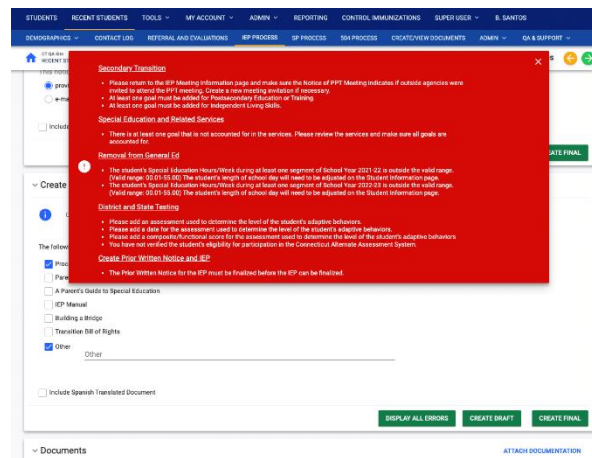 STUDENTS RECENT STUDENTS TOOLS MY ACCOUNT ADMIN REPORTING CONTROL IMMUNIZATIONS SUPER USER B. SANTOS
DEMOGRAPHICS CONTACT LOG REFERRAL AND EVALUATIONS IEP PROCESS SP PROCESS 504 PROCESS CREATE/VIEW DOCUMENTS ADMIN QA & SUPPORT
CT QA
RECENT ST
Secondary Transition
• Please return to the IEP Meeting Information page and make sure the Notice of PPT Meeting indicates if outside agencies were
invited to attend the PPT meeting. Create a new meeting invitation if necessary.
• At least one goal must be added for Postsecondary Education or Training.
• At least one goal must be added for Independent Living Skills.
Special Education and Related Services
• There is at least one goal that is not accounted for in the services. Please review the services and make sure all goals are
accounted for.
Removal from General Ed
• The student's Special Education Hours/Week during at least one segment of School Year 2021-22 is outside the valid range.
(Valid range: 00.01-55.00) The student's length of school day will need to be adjusted on the Student Information page.
• The student's Special Education Hours/Week during at least one segment of School Year 2022-23 is outside the valid range.
(Valid range: 00.01-55.00) The student's length of school day will need to be adjusted on the Student Information page.
District and State Testing
• Please add an assessment used to determine the level of the student's adaptive behaviors.
• Please add a date for the assessment used to determine the level of the student's adaptive behaviors.
• Please add a composite/functional score for the assessment used to determine the level of the student's adaptive behaviors
• You have not verified the student's eligibility for participation in the Connecticut Alternate Assessment System.
Create Prior Written Notice and IEP
• The Prior Written Notice for the IEP must be finalized before the IEP can be finalized.
This noti
prov
e-ma
Include
ATE FINAL
Create
The follow
Proc
Pare
A Parent's Guide to Special Education
IEP Manual
Building a Bridge
Transition Bill of Rights
Other
Other
Include Spanish Translated Document
DISPLAY ALL ERRORS CREATE DRAFT CREATE FINAL
Documents ATTACH DOCUMENTATION